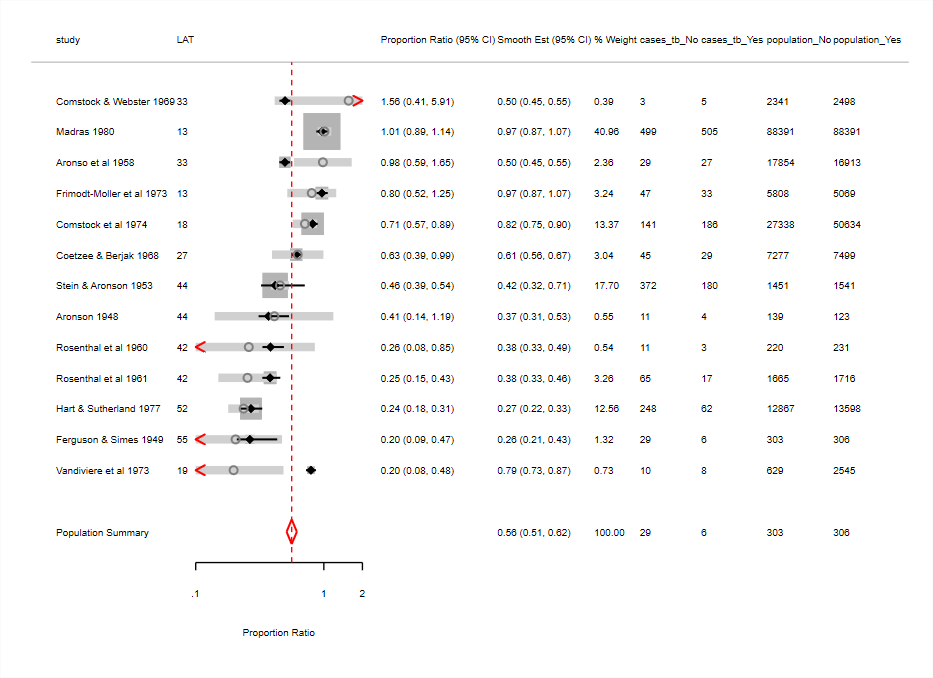 study LAT Proportion Ratio (95% CI) Smooth Est (95% CI) % Weight cases_tb_No cases_tb_Yes population_No population_Yes
Comstock & Webster 1969 33 1.56 (0.41, 5.91) 0.50 (0.45, 0.55) 0.39 3 5 2341 2498
Madras 1980 13 1.01 (0.89, 1.14) 0.97 (0.87, 1.07) 40.96 499 505 88391 88391
Aronso et al 1958 33 0.98 (0.59, 1.65) 0.50 (0.45, 0.55) 2.36 29 27 17854 16913
Frimodt-Moller et al 1973 13 0.80 (0.52, 1.25) 0.97 (0.87, 1.07) 3.24 47 33 5808 5069
Comstock et al 1974 18 0.71 (0.57, 0.89) 0.82 (0.75, 0.90) 13.37 141 186 27338 50634
Coetzee & Berjak 1968 27 0.63 (0.39, 0.99) 0.61 (0.56, 0.67) 3.04 45 29 7277 7499
Stein & Aronson 1953 44 0.46 (0.39, 0.54) 0.42 (0.32, 0.71) 17.70 372 180 1451 1541
Aronson 1948 44 0.41 (0.14, 1.19) 0.37 (0.31, 0.53) 0.55 11 4 139 123
Rosenthal et al 1960 42 0.26 (0.08, 0.85) 0.38 (0.33, 0.49) 0.54 11 3 220 231
Rosenthal et al 1961 42 0.25 (0.15, 0.43) 0.38 (0.33, 0.46) 3.26 65 17 1665 1716
Hart & Sutherland 1977 52 0.24 (0.18, 0.31) 0.27 (0.22, 0.33) 12.56 248 62 12867 13598
Ferguson & Simes 1949 55 0.20 (0.09, 0.47) 0.26 (0.21, 0.43) 1.32 29 6 303 306
Vandiviere et al 1973 19 0.20 (0.08, 0.48) 0.79 (0.73, 0.87) 0.73 10 8 629 2545
Population Summary 0.56 (0.51, 0.62) 100.00 29 6 303 306
.1 1 2
Proportion Ratio